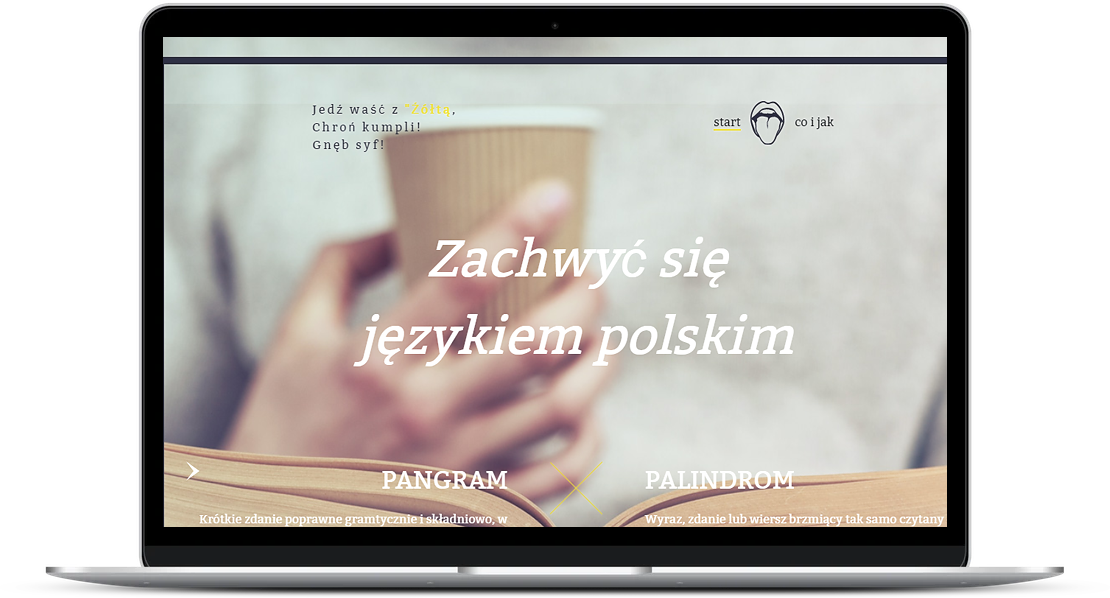 Jedź waść z "Żółtą,
Chroń kumpli!
Gnęb syf!
start
co i jak
Zachwyć się
językiem polskim
PANGRAM
PALINDROM
Krótkie zdanie poprawne gramtycznie i składniowo, w
Wyraz, zdanie lub wiersz brzmiący tak samo czytany